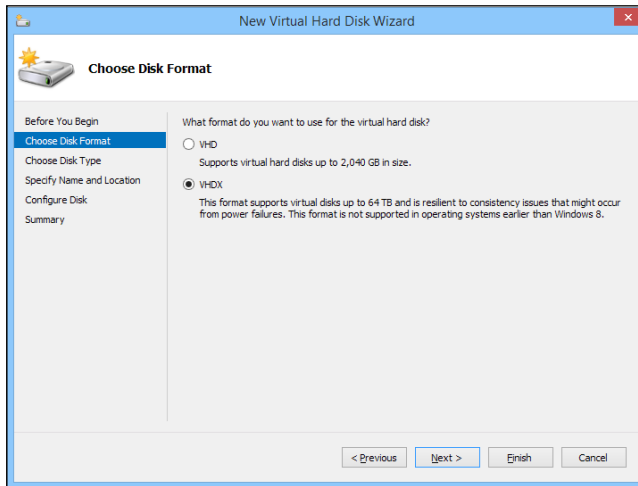 New Virtual Hard Disk Wizard
Choose Disk Format
Before You Begin
Choose Disk Format
Choose Disk Type
Specify Name and Location
Configure Disk
Summary
What format do you want to use for the virtual hard disk?
VHD
Supports virtual hard disks up to 2,040 GB in size.
VHDX
This format supports virtual disks up to 64 TB and is resilient to consistency issues that might occur
from power failures. This format is not supported in operating systems earlier than Windows 8.
< Previous
Next >
Finish
Cancel